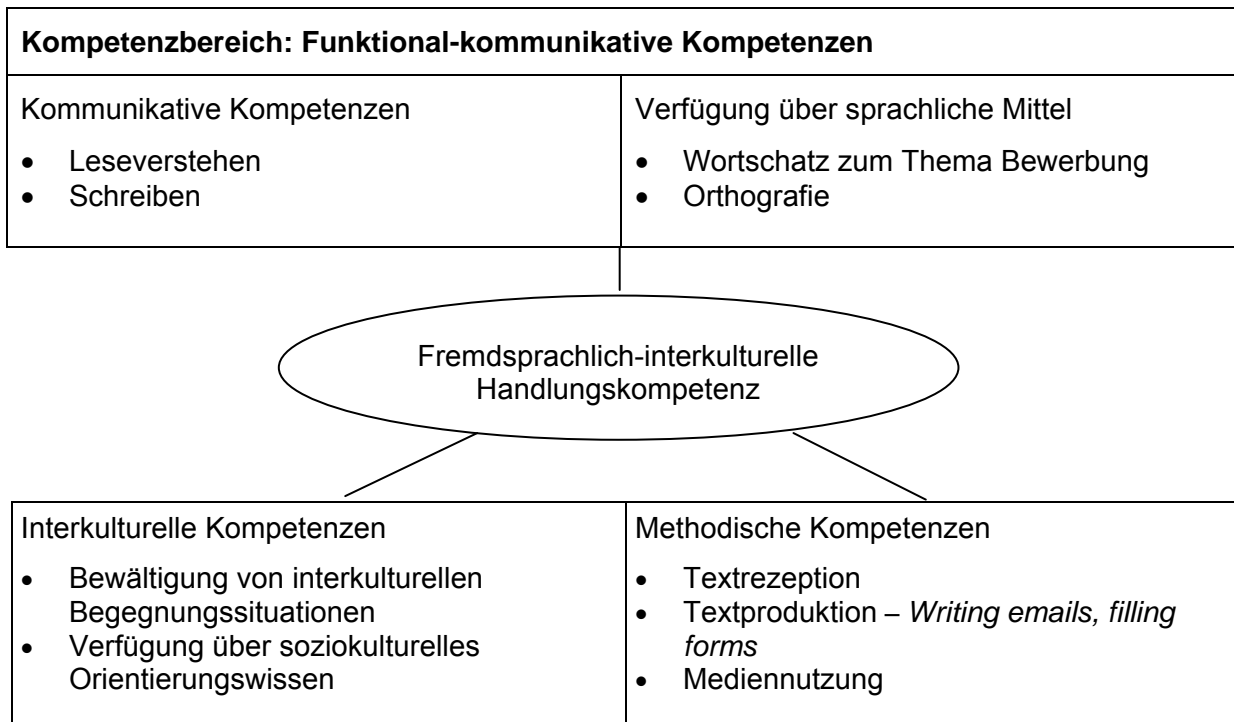 Kompetenzbereich: Funktional-kommunikative Kompetenzen
Kommunikative Kompetenzen
• Leseverstehen
• Schreiben
Verfügung über sprachliche Mittel
• Wortschatz zum Thema Bewerbung
• Orthografie
Fremdsprachlich-interkulturelle
Handlungskompetenz
Interkulturelle Kompetenzen
• Bewältigung von interkulturellen
Begegnungssituationen
• Verfügung über soziokulturelles
Orientierungswissen
Methodische Kompetenzen
• Textrezeption
• Textproduktion – Writing emails, filling
forms
• Mediennutzung